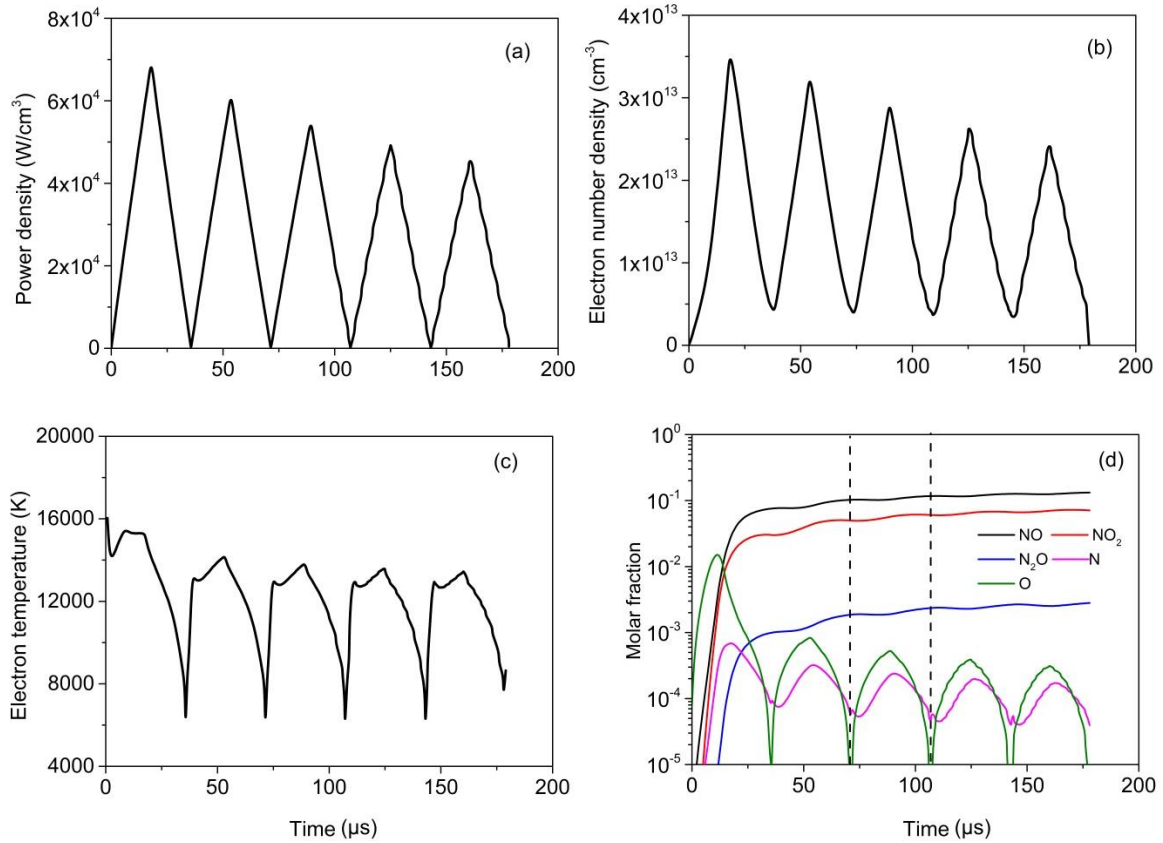 (a)
Power density (W/cm³)
8x10⁴
6x10⁴
4x10⁴
2x10⁴
0
0 50 100 150 200
(b)
Electron number density (cm⁻³)
4x10¹³
3x10¹³
2x10¹³
1x10¹³
0
0 50 100 150 200
(c)
Electron temperature (K)
20000
16000
12000
8000
4000
0 50 100 150 200
Time (µs)
(d)
Molar fraction
10⁰
10⁻¹
10⁻²
10⁻³
10⁻⁴
10⁻⁵
NO NO₂
N₂O N
O
0 50 100 150 200
Time (µs)